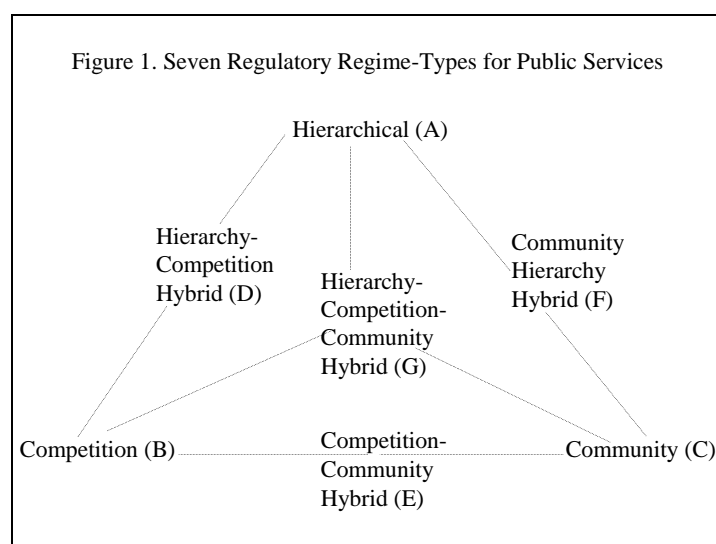 Figure 1. Seven Regulatory Regime-Types for Public Services
Hierarchical (A)
Hierarchy-
Competition
Hybrid (D)
Community
Hierarchy
Hybrid (F)
Hierarchy-
Competition-
Community
Hybrid (G)
Competition (B)
Competition-
Community
Hybrid (E)
Community (C)